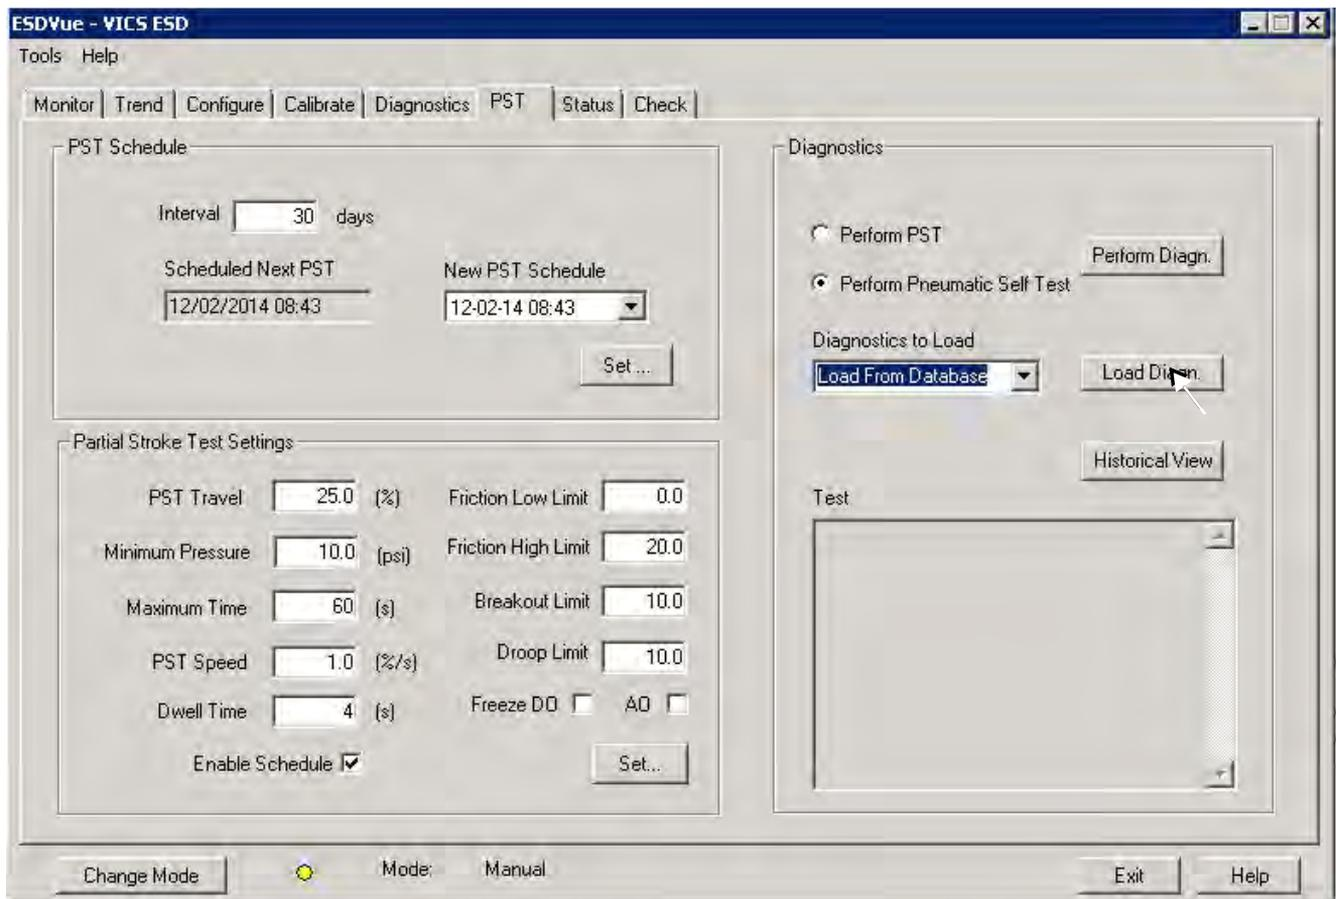 ESDVue - VICS ESD
Tools Help
Monitor Trend Configure Calibrate Diagnostics PST Status Check
PST Schedule
Interval 30 days
Scheduled Next PST
12/02/2014 08:43
New PST Schedule
12-02-14 08:43
Set ...
Partial Stroke Test Settings
PST Travel 25.0 (%)
Minimum Pressure 10.0 (psi)
Maximum Time 60 (s)
PST Speed 1.0 (%/s)
Dwell Time 4 (s)
Enable Schedule
Friction Low Limit 0.0
Friction High Limit 20.0
Breakout Limit 10.0
Droop Limit 10.0
Freeze DO AO
Set...
Diagnostics
Perform PST
Perform Pneumatic Self Test
Perform Diagn.
Diagnostics to Load
Load From Database
Load Diagn.
Historical View
Test
Change Mode
Mode: Manual
Exit
Help